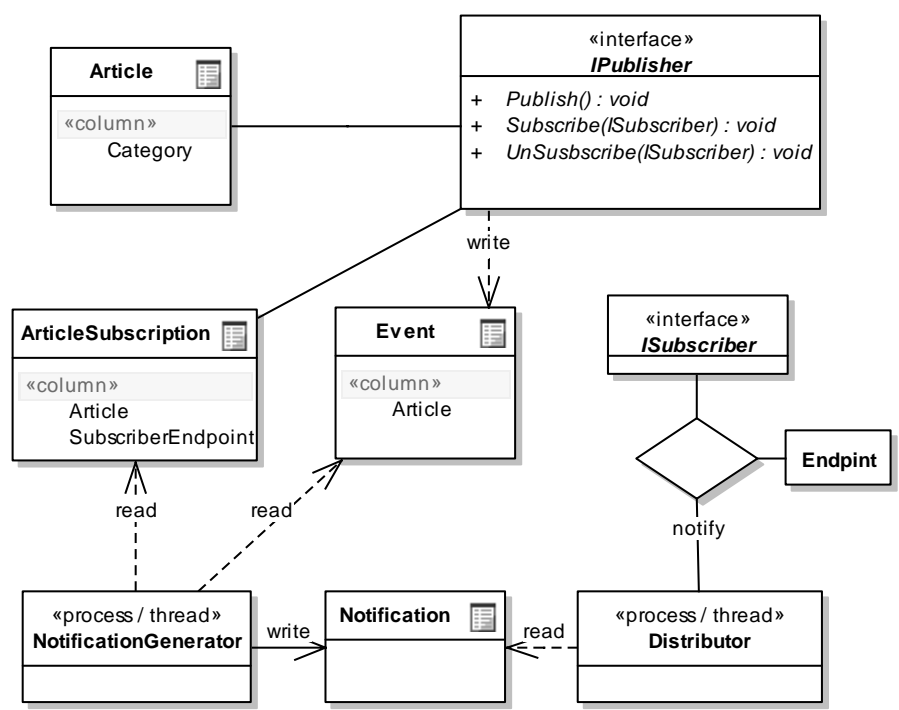 Article
«column»
Category
«interface»
IPublisher
+ Publish() : void
+ Subscribe(ISubscriber) : void
+ UnSusbscribe(ISubscriber) : void
write
ArticleSubscription
«column»
Article
SubscriberEndpoint
Event
«column»
Article
«interface»
ISubscriber
Endpint
read
read
notify
«process / thread»
NotificationGenerator
write
Notification
read
«process / thread»
Distributor